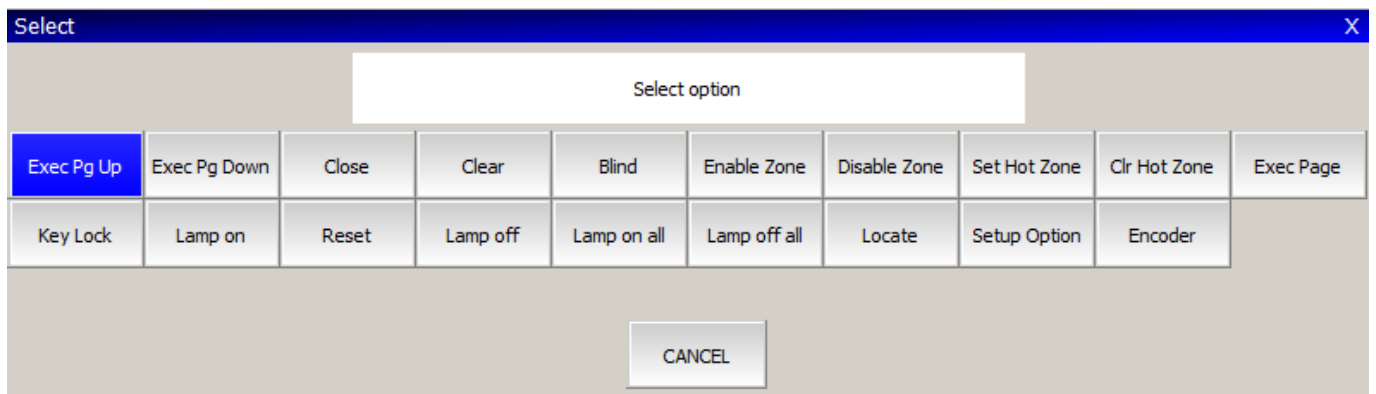 Select X
Select option
Exec Pg Up Exec Pg Down Close Clear Blind Enable Zone Disable Zone Set Hot Zone Clr Hot Zone Exec Page
Key Lock Lamp on Reset Lamp off Lamp on all Lamp off all Locate Setup Option Encoder
CANCEL